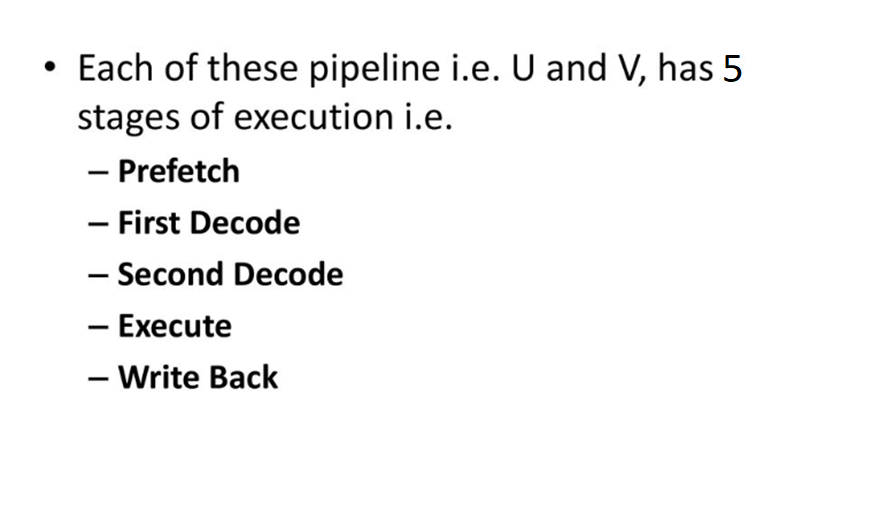 • Each of these pipeline i.e. U and V, has 5
stages of execution i.e.
– Prefetch
– First Decode
– Second Decode
– Execute
– Write Back